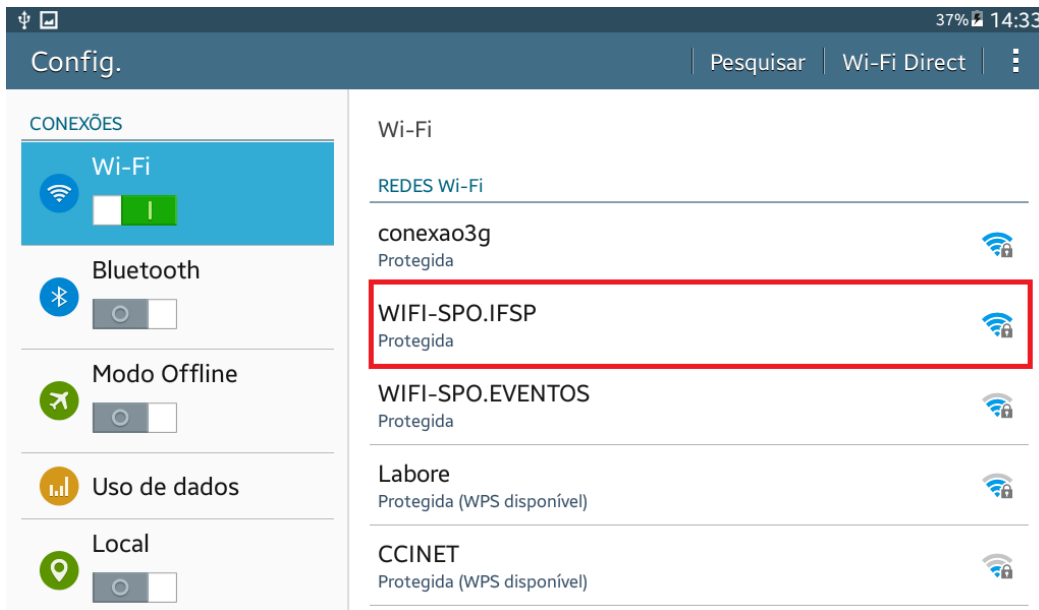 37% 14:33
Config.
Pesquisar
Wi-Fi Direct
CONEXÕES
Wi-Fi
Bluetooth
Modo Offline
Uso de dados
Local
Wi-Fi
REDES Wi-Fi
conexao3g
Protegida
WIFI-SPO.IFSP
Protegida
WIFI-SPO.EVENTOS
Protegida
Labore
Protegida (WPS disponível)
CCINET
Protegida (WPS disponível)